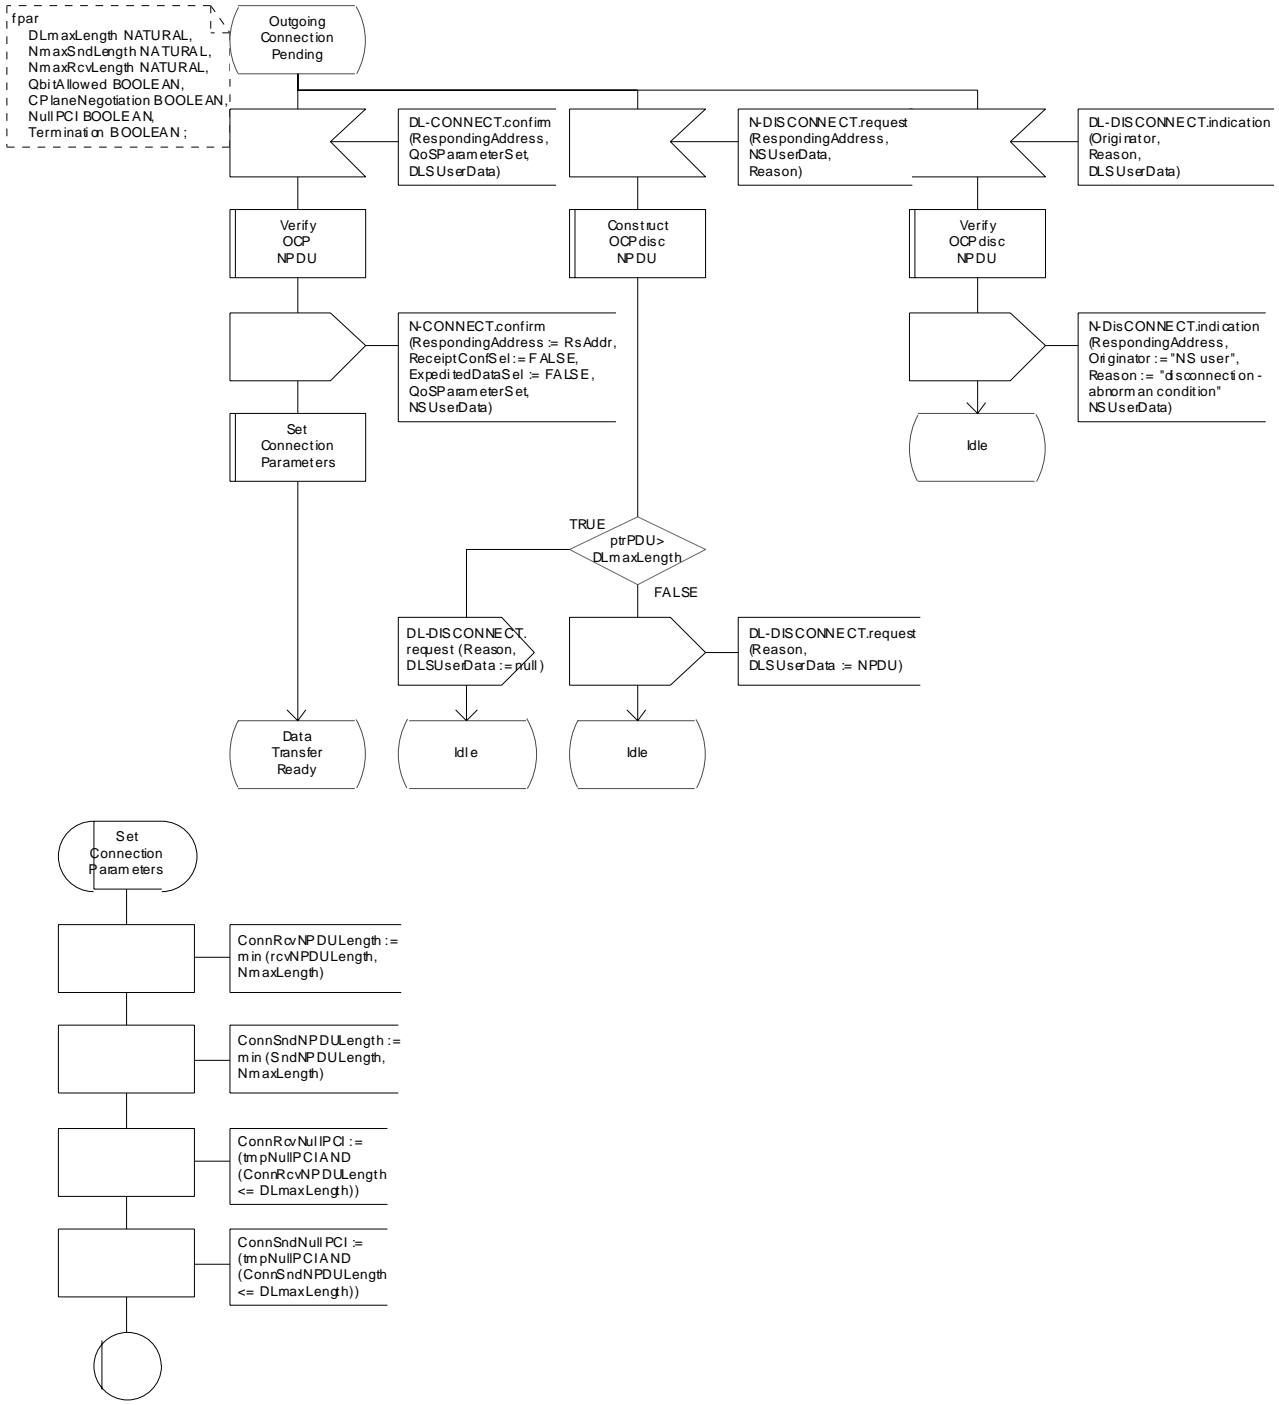 fpar
DLmaxLength NATURAL,
NmaxSndLength NATURAL,
NmaxRcvLength NATURAL,
QbitAllowed BOOLEAN,
CPlaneNegotiation BOOLEAN,
NullPCI BOOLEAN,
Termination BOOLEAN ;
Outgoing
Connection
Pending
DL-CONNECT.confirm
(RespondingAddress,
QoSParameterSet,
DLSUserData)
N-DISCONNECT.request
(RespondingAddress,
NSUserData,
Reason)
DL-DISCONNECT.indication
(Originator,
Reason,
DLSUserData)
Verify
OCP
NPDU
Construct
OCPdisc
NPDU
Verify
OCPdisc
NPDU
N-CONNECT.confirm
(RespondingAddress := RsAddr,
ReceiptConfSel := FALSE,
ExpeditedDataSel := FALSE,
QoSParameterSet,
NSUserData)
N-DisCONNECT.indication
(RespondingAddress,
Originator := "NS user",
Reason := "disconnection -
abnorman condition"
NSUserData)
Set
Connection
Parameters
Idle
TRUE
ptrPDU>
DLmaxLength
FALSE
DL-DISCONNECT.
request (Reason,
DLSUserData := null)
DL-DISCONNECT.request
(Reason,
DLSUserData := NPDU)
Data
Transfer
Ready
Idle
Idle
Set
Connection
Parameters
ConnRcvNPDULength :=
min (rcvNPDULength,
NmaxLength)
ConnSndNPDULength :=
min (SndNPDULength,
NmaxLength)
ConnRcvNullPCI :=
(tmpNullPCI AND
(ConnRcvNPDULength
<= DLmaxLength))
ConnSndNullPCI :=
(tmpNullPCI AND
(ConnSndNPDULength
<= DLmaxLength))